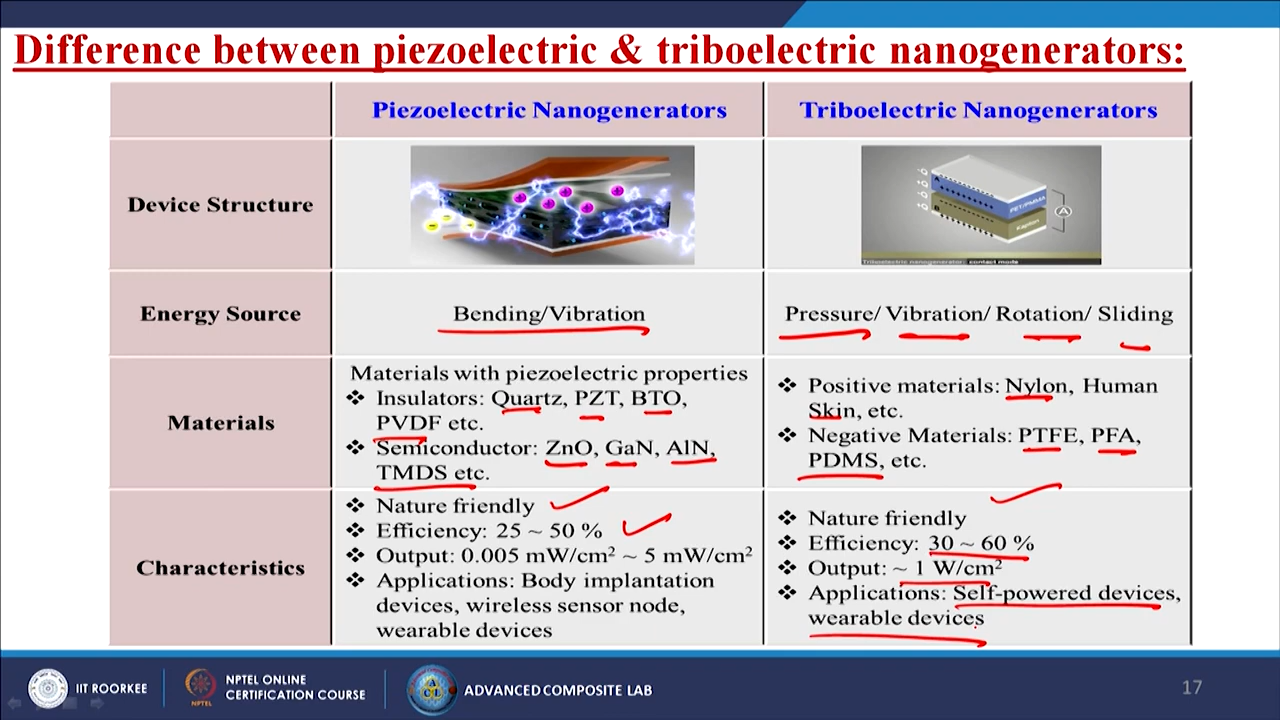 Difference between piezoelectric & triboelectric nanogenerators:
Piezoelectric Nanogenerators
Triboelectric Nanogenerators
Device Structure
-Q
-Q
-Q
-Q
A
B
PET/PMMA
Kapton
A
Triboelectric nanogenerator: contact mode
Energy Source
Bending/Vibration
Pressure/ Vibration/ Rotation/ Sliding
Materials
Materials with piezoelectric properties
❖ Insulators: Quartz, PZT, BTO,
PVDF etc.
❖ Semiconductor: ZnO, GaN, AlN,
TMDS etc.
❖ Positive materials: Nylon, Human
Skin, etc.
❖ Negative Materials: PTFE, PFA,
PDMS, etc.
Characteristics
❖ Nature friendly
❖ Efficiency: 25 ~ 50 %
❖ Output: 0.005 mW/cm² ~ 5 mW/cm²
❖ Applications: Body implantation
devices, wireless sensor node,
wearable devices
❖ Nature friendly
❖ Efficiency: 30 ~ 60 %
❖ Output: ~ 1 W/cm²
❖ Applications: Self-powered devices,
wearable devices
IIT ROORKEE
NPTEL
NPTEL ONLINE
CERTIFICATION COURSE
ACL
ADVANCED COMPOSITE LAB
17